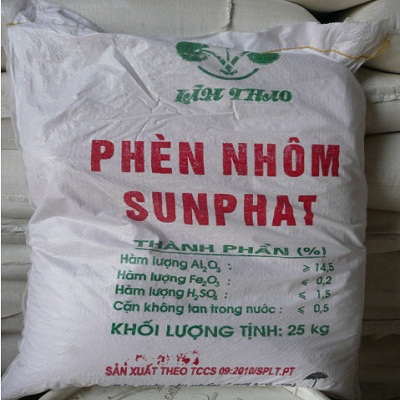 LÂM THAO
PHÈN NHÔM
SUNPHAT
THÀNH PHẦN (%)
Hàm lượng Al₂O₃ : ≥ 14,5
Hàm lượng Fe₂O₃ : ≤ 0,2
Hàm lượng H₂SO₄ : ≤ 1,5
Cặn không tan trong nước : ≤ 0,5
KHỐI LƯỢNG TỊNH: 25 kg
SẢN XUẤT THEO TCCS 09:2010/SPLT.PT